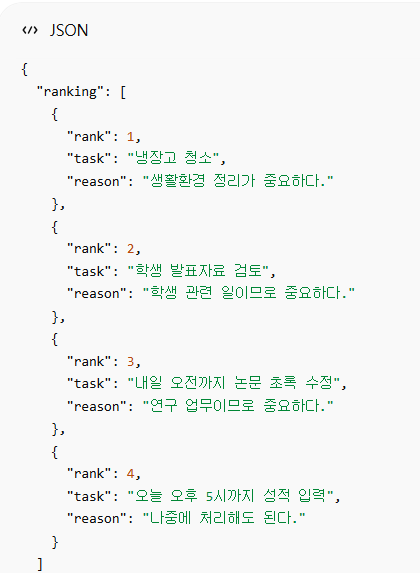 </> JSON
{
"ranking": [
{
"rank": 1,
"task": "냉장고 청소",
"reason": "생활환경 정리가 중요하다."
},
{
"rank": 2,
"task": "학생 발표자료 검토",
"reason": "학생 관련 일이므로 중요하다."
},
{
"rank": 3,
"task": "내일 오전까지 논문 초록 수정",
"reason": "연구 업무이므로 중요하다."
},
{
"rank": 4,
"task": "오늘 오후 5시까지 성적 입력",
"reason": "나중에 처리해도 된다."
}
]